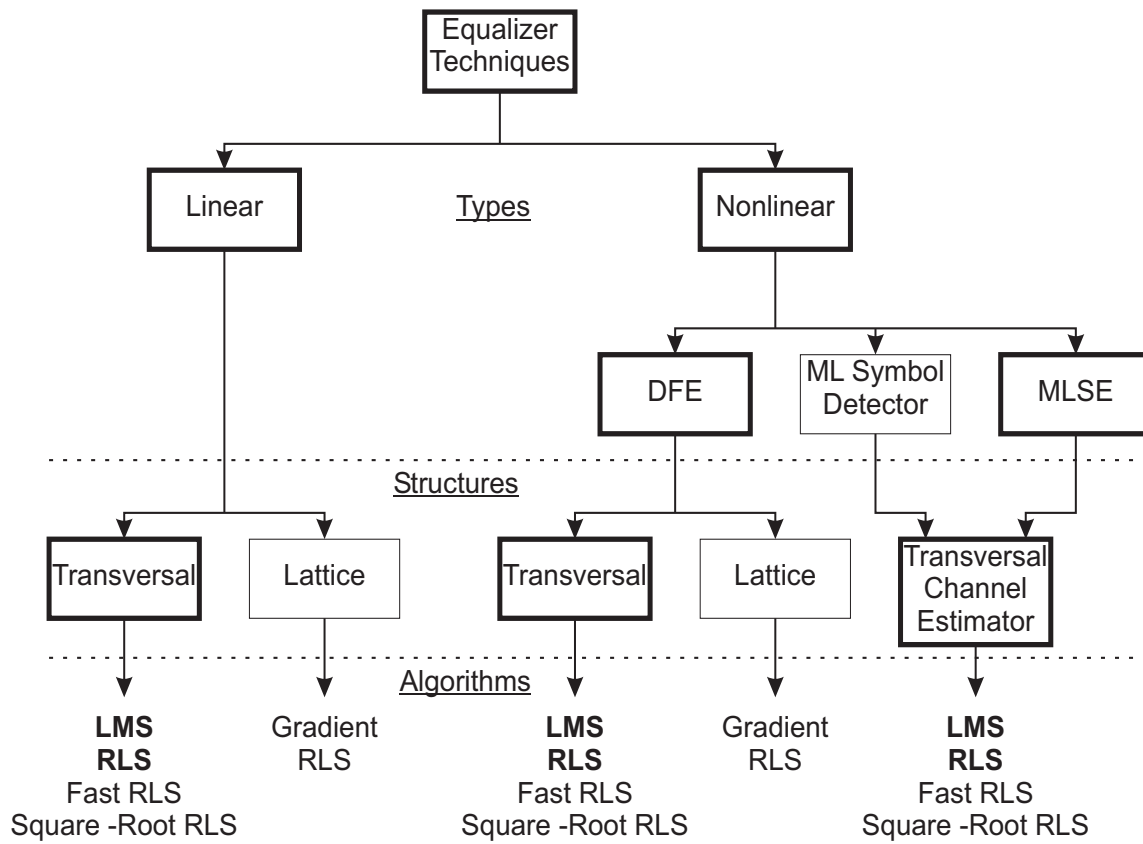 Equalizer
Techniques
Linear
Types
Nonlinear
DFE
ML Symbol
Detector
MLSE
Structures
Transversal
Lattice
Transversal
Lattice
Transversal
Channel
Estimator
Algorithms
LMS
RLS
Fast RLS
Square -Root RLS
Gradient
RLS
LMS
RLS
Fast RLS
Square -Root RLS
Gradient
RLS
LMS
RLS
Fast RLS
Square -Root RLS